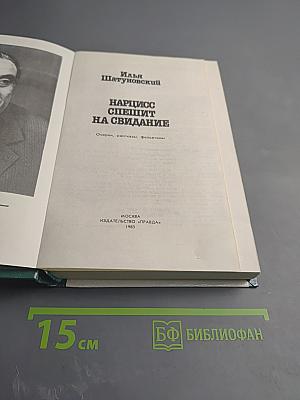 Илья
Шатуновский
НАРЦИСС
СПЕШИТ
НА СВИДАНИЕ
Очерки, рассказы, фельетоны
МОСКВА
ИЗДАТЕЛЬСТВО «ПРАВДА»
1983
15 см
БФ БИБЛИОФАН